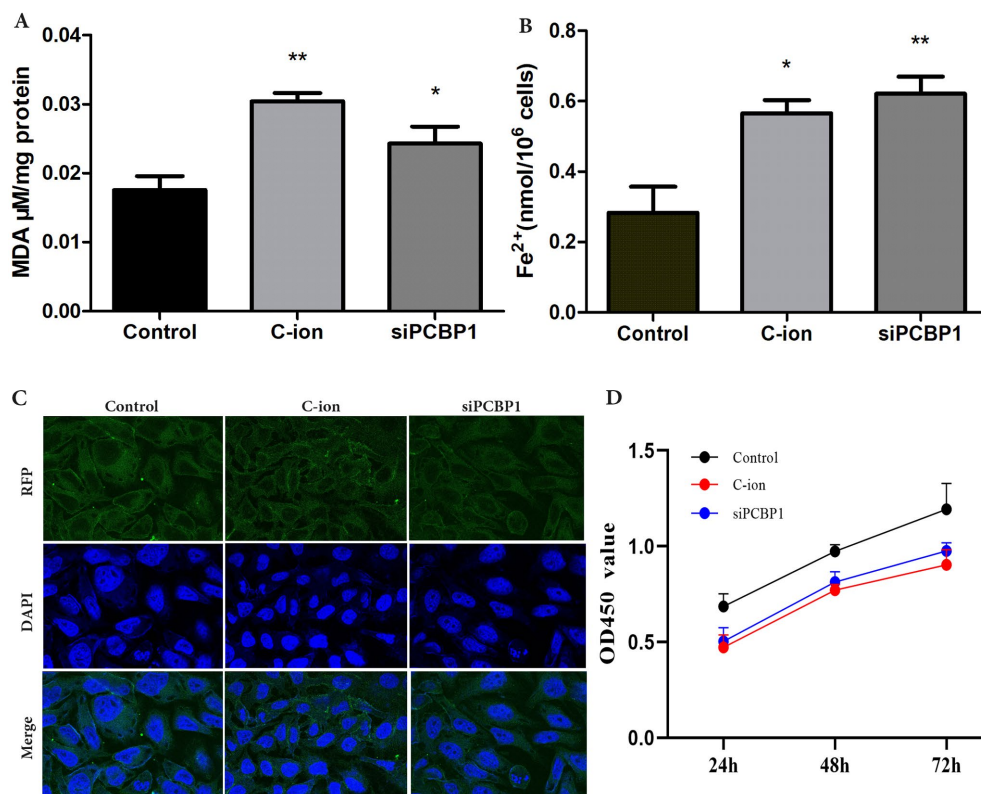 A
MDA µM/mg protein
0.04
0.03
0.02
0.01
0.00
**
*
Control C-ion siPCBP1
B
Fe²⁺(nmol/10⁶ cells)
0.8
0.6
0.4
0.2
0.0
*
**
Control C-ion siPCBP1
C
Control C-ion siPCBP1
RFP
DAPI
Merge
D
OD450 value
1.5
1.0
0.5
0.0
Control
C-ion
siPCBP1
24h 48h 72h